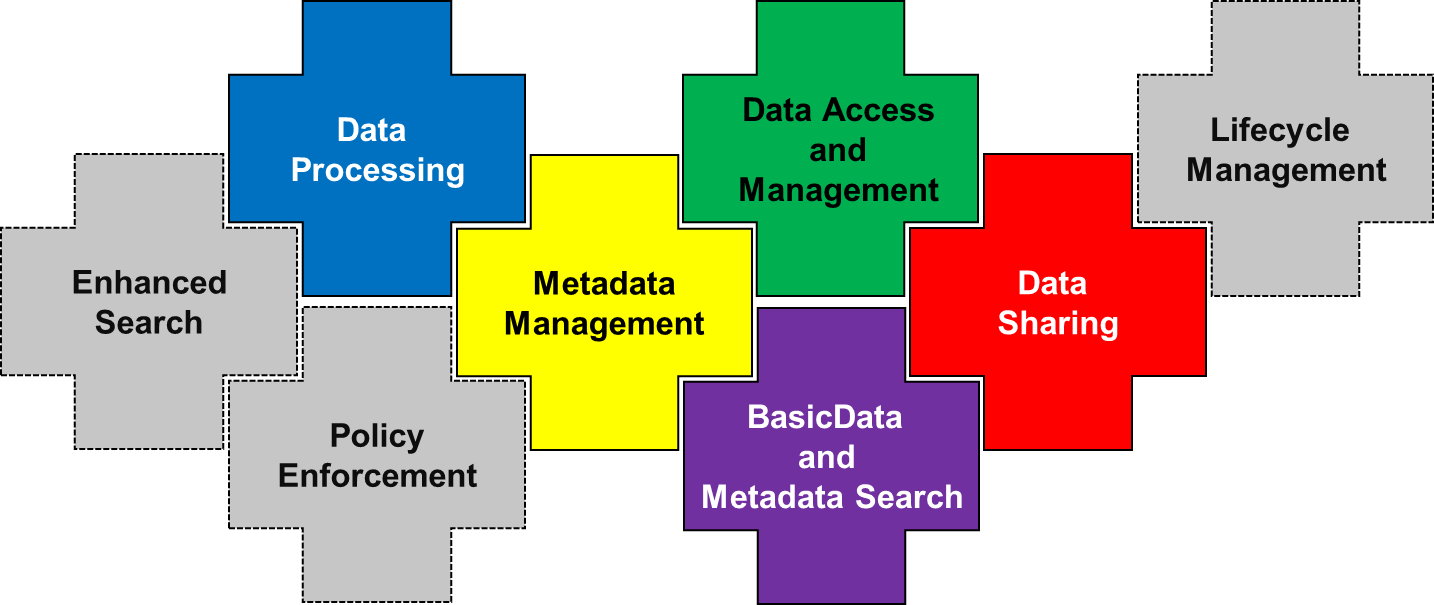 Data
Processing
Data Access
and
Management
Lifecycle
Management
Enhanced
Search
Metadata
Management
Data
Sharing
Policy
Enforcement
BasicData
and
Metadata Search